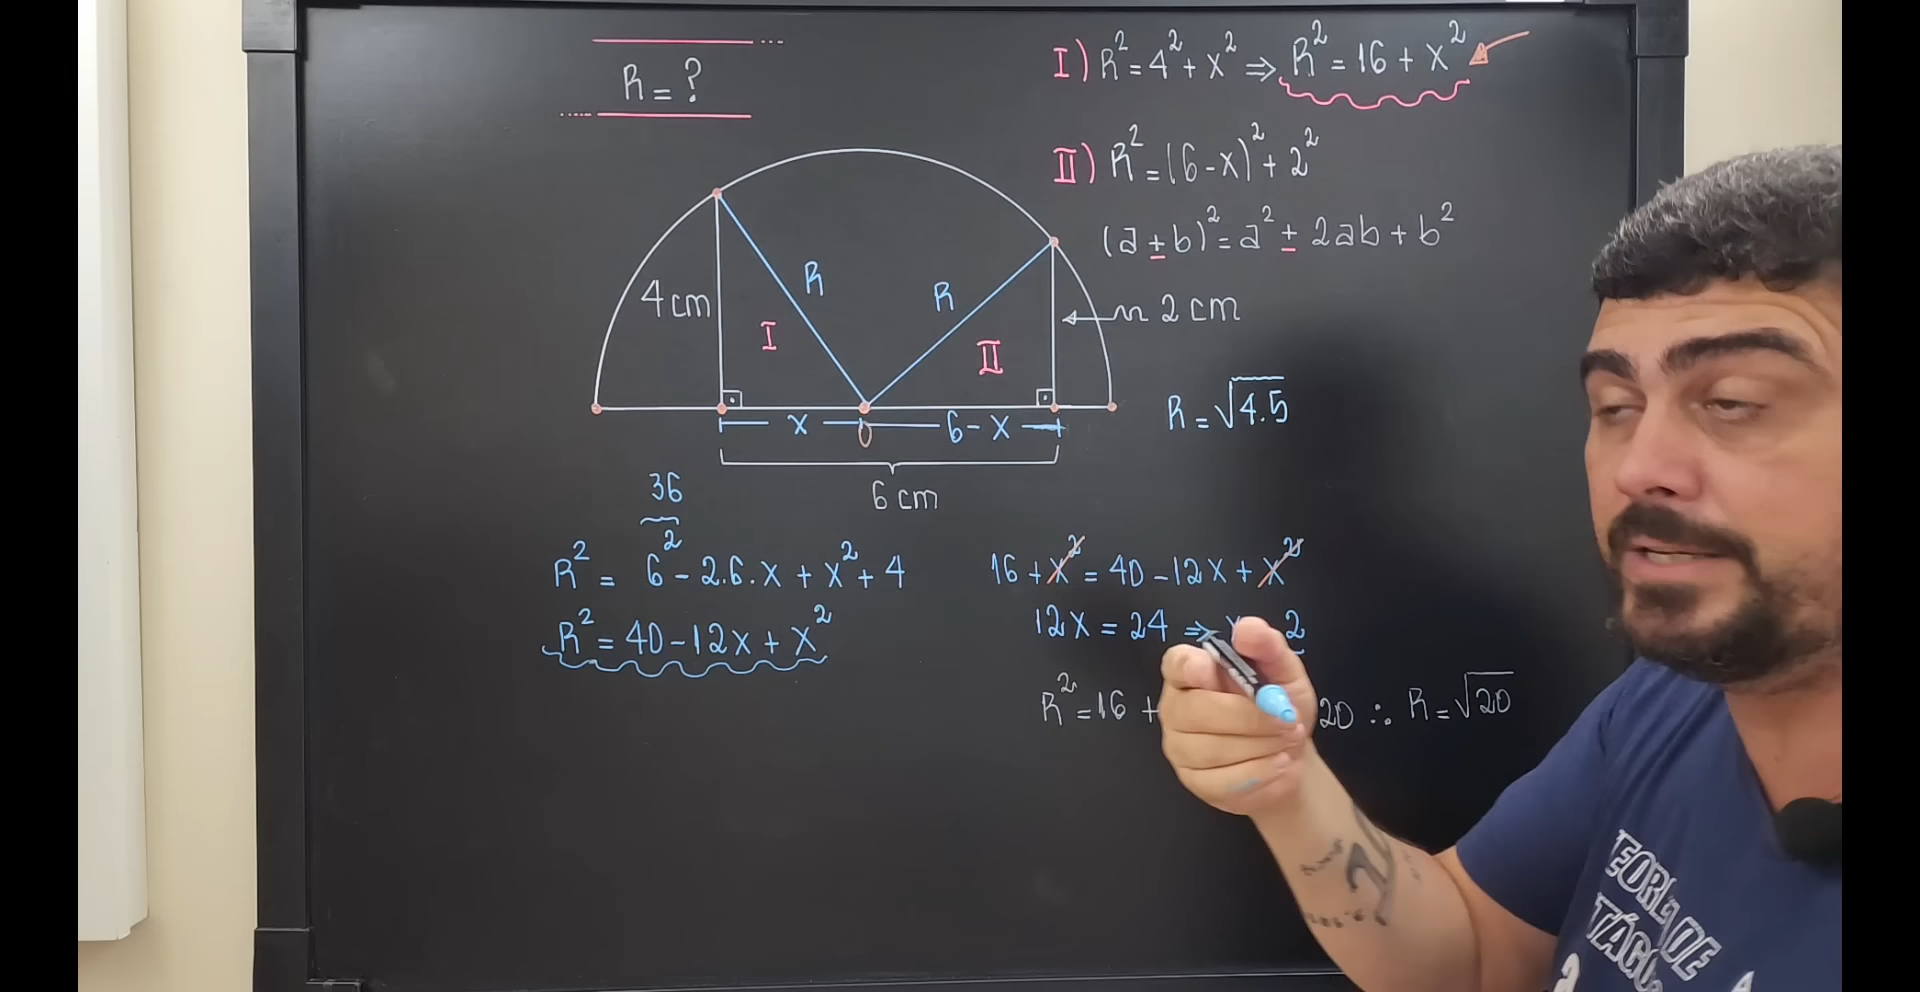 R = ?
I) R² = 4² + x² ⇒ R² = 16 + x²
II) R² = (6 - x)² + 2²
(a ± b)² = a² ± 2ab + b²
4 cm
R
R
I
II
2 cm
R = √4.5
x
0
6 - x
6 cm
36
R² = 6² - 2.6.x + x² + 4
R² = 40 - 12x + x²
16 + x² = 40 - 12x + x²
12x = 24 ⇒ 2
R² = 16 + 20 ∴ R = √20